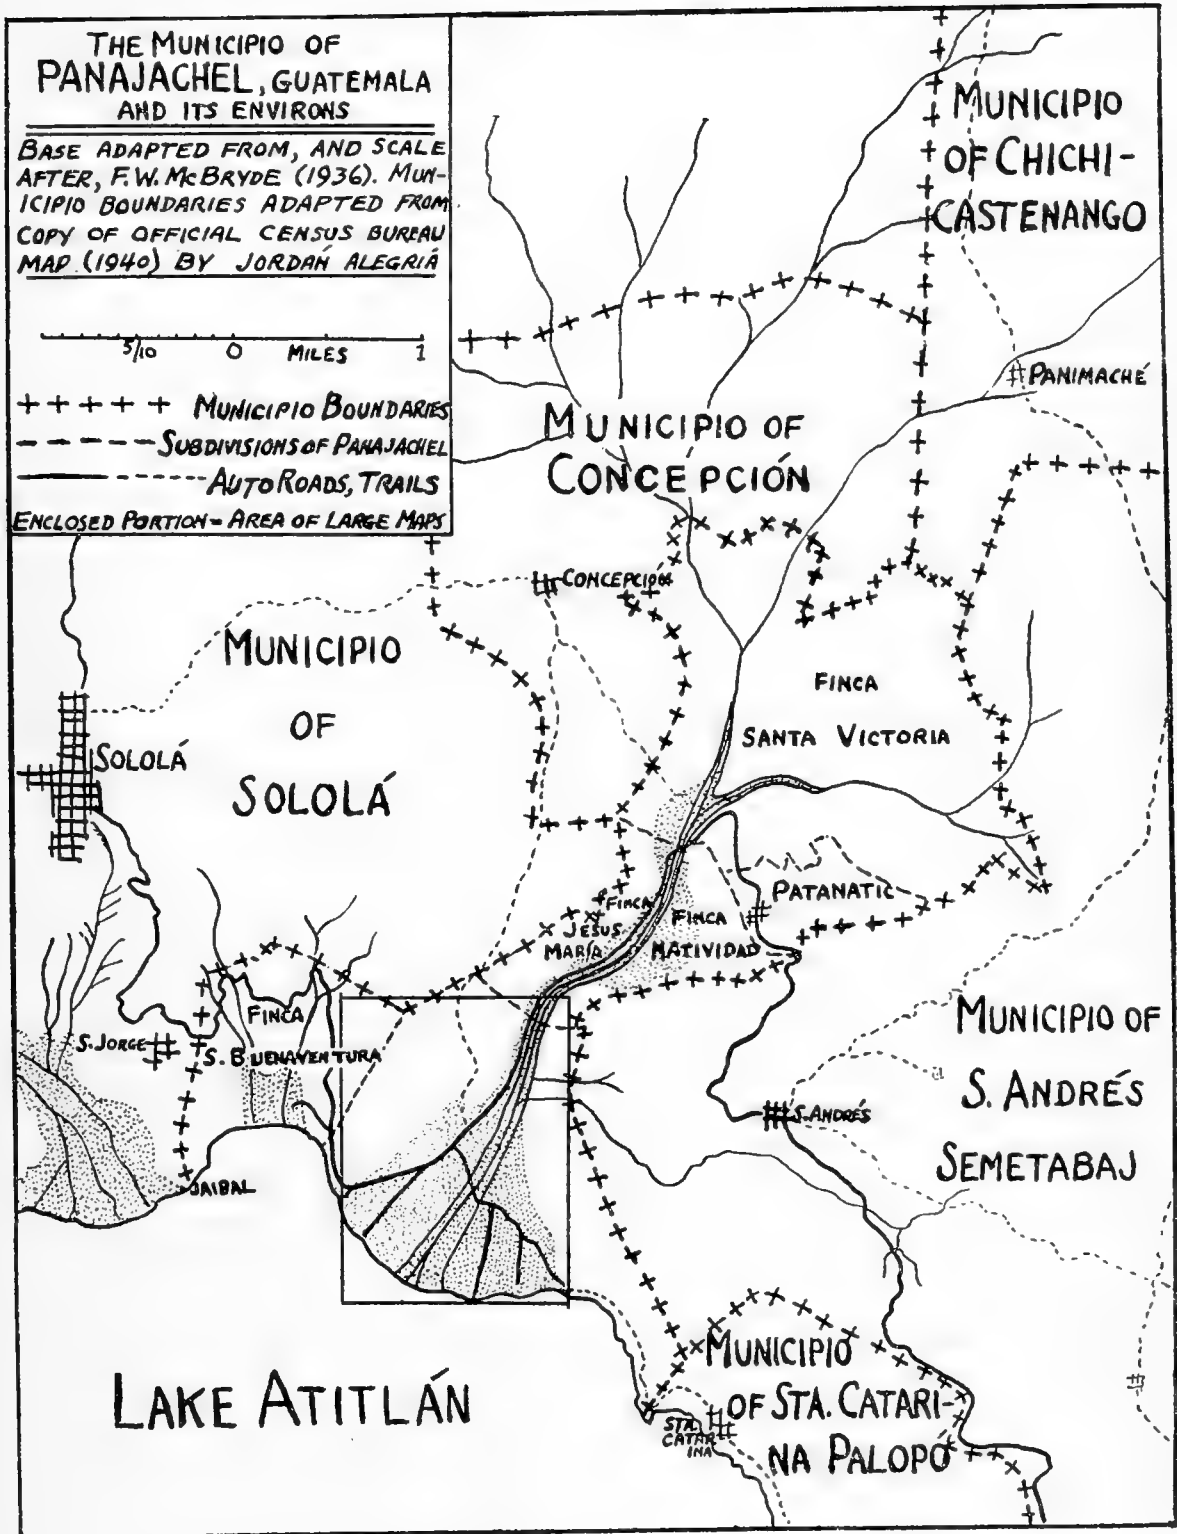 THE MUNICIPIO OF
PANAJACHEL, GUATEMALA
AND ITS ENVIRONS
BASE ADAPTED FROM, AND SCALE
AFTER, F.W. McBRYDE (1936). MUN-
ICIPIO BOUNDARIES ADAPTED FROM
COPY OF OFFICIAL CENSUS BUREAU
MAP (1940) BY JORDÁN ALEGRIÁ
5/10 0 MILES 1
MUNICIPIO BOUNDARIES
SUBDIVISIONS OF PANAJACHEL
AUTO ROADS, TRAILS
ENCLOSED PORTION = AREA OF LARGE MAPS
MUNICIPIO
OF CHICHI-
CASTENANGO
PANIMACHÉ
MUNICIPIO OF
CONCEPCIÓN
CONCEPCIÓN
MUNICIPIO
OF
SOLOLÁ
SOLOLÁ
FINCA
SANTA VICTORIA
PATANATIC
FINCA
JESUS
MARÍA
FINCA
NATIVIDAD
FINCA
S. BUENAVENTURA
S. JORGE
JAIBAL
MUNICIPIO OF
S. ANDRÉS
SEMETABAJ
S. ANDRÉS
MUNICIPIO
OF STA. CATARI-
NA PALOPO
STA.
CATAR
INA
LAKE ATITLÁN